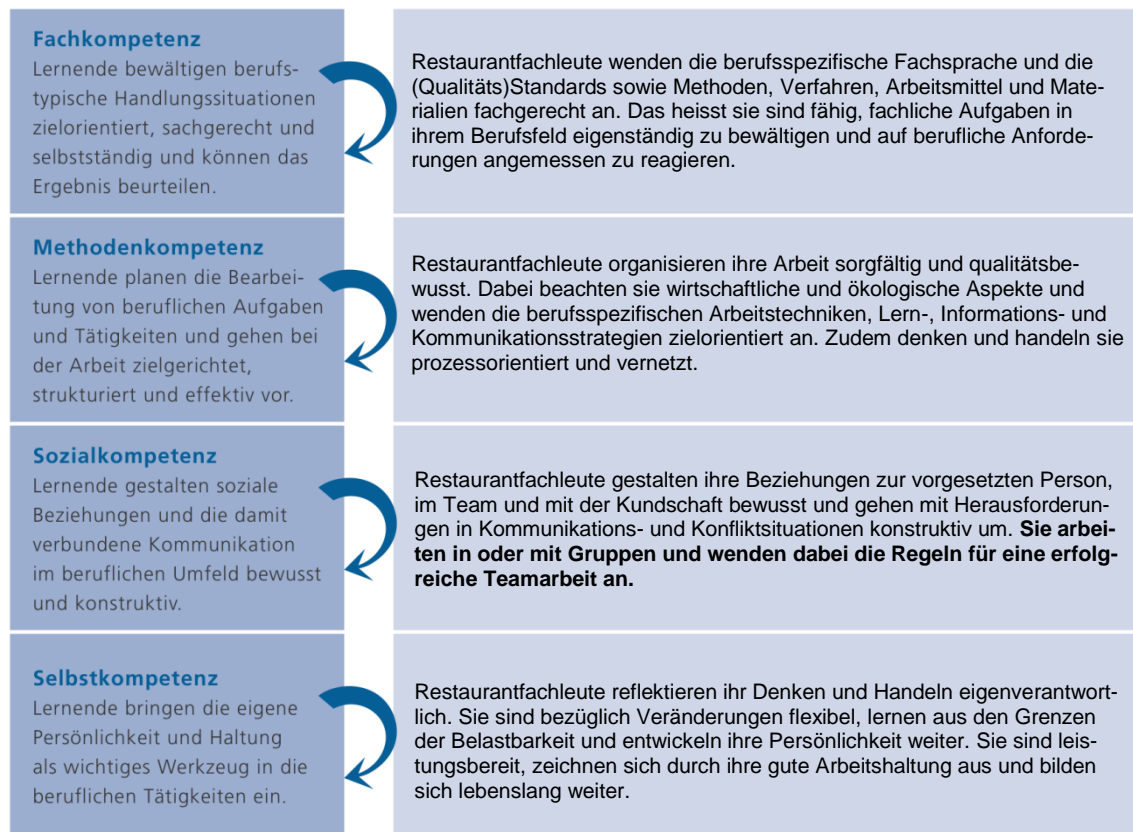 Fachkompetenz
Lernende bewältigen berufs-
typische Handlungssituationen
zielorientiert, sachgerecht und
selbstständig und können das
Ergebnis beurteilen.
Restaurantfachleute wenden die berufsspezifische Fachsprache und die
(Qualitäts)Standards sowie Methoden, Verfahren, Arbeitsmittel und Mate-
rialien fachgerecht an. Das heisst sie sind fähig, fachliche Aufgaben in
ihrem Berufsfeld eigenständig zu bewältigen und auf berufliche Anforde-
rungen angemessen zu reagieren.
Methodenkompetenz
Lernende planen die Bearbei-
tung von beruflichen Aufgaben
und Tätigkeiten und gehen bei
der Arbeit zielgerichtet,
strukturiert und effektiv vor.
Restaurantfachleute organisieren ihre Arbeit sorgfältig und qualitätsbe-
wusst. Dabei beachten sie wirtschaftliche und ökologische Aspekte und
wenden die berufsspezifischen Arbeitstechniken, Lern-, Informations- und
Kommunikationsstrategien zielorientiert an. Zudem denken und handeln sie
prozessorientiert und vernetzt.
Sozialkompetenz
Lernende gestalten soziale
Beziehungen und die damit
verbundene Kommunikation
im beruflichen Umfeld bewusst
und konstruktiv.
Restaurantfachleute gestalten ihre Beziehungen zur vorgesetzten Person,
im Team und mit der Kundschaft bewusst und gehen mit Herausforderun-
gen in Kommunikations- und Konfliktsituationen konstruktiv um. Sie arbei-
ten in oder mit Gruppen und wenden dabei die Regeln für eine erfolg-
reiche Teamarbeit an.
Selbstkompetenz
Lernende bringen die eigene
Persönlichkeit und Haltung
als wichtiges Werkzeug in die
beruflichen Tätigkeiten ein.
Restaurantfachleute reflektieren ihr Denken und Handeln eigenverantwort-
lich. Sie sind bezüglich Veränderungen flexibel, lernen aus den Grenzen
der Belastbarkeit und entwickeln ihre Persönlichkeit weiter. Sie sind leis-
tungsbereit, zeichnen sich durch ihre gute Arbeitshaltung aus und bilden
sich lebenslang weiter.